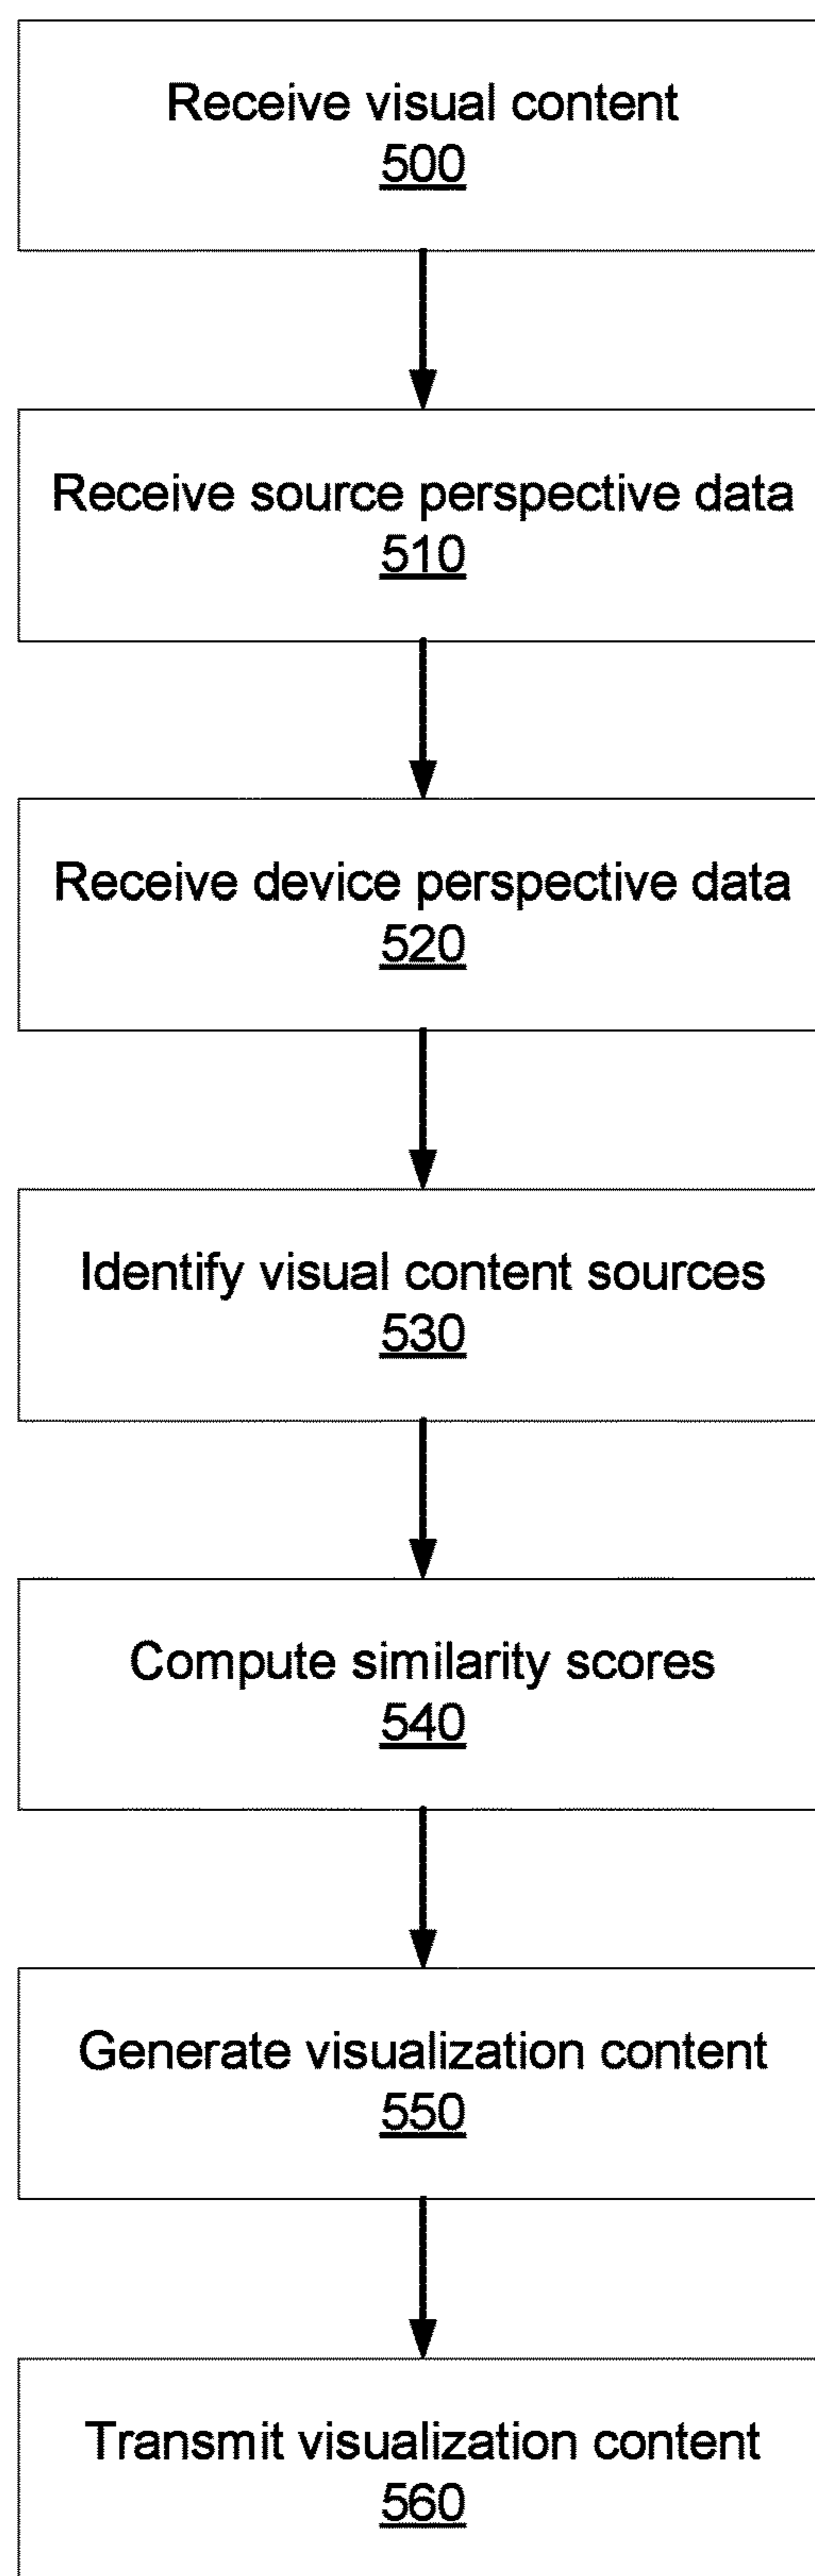 Receive visual content
500
Receive source perspective data
510
Receive device perspective data
520
Identify visual content sources
530
Compute similarity scores
540
Generate visualization content
550
Transmit visualization content
560